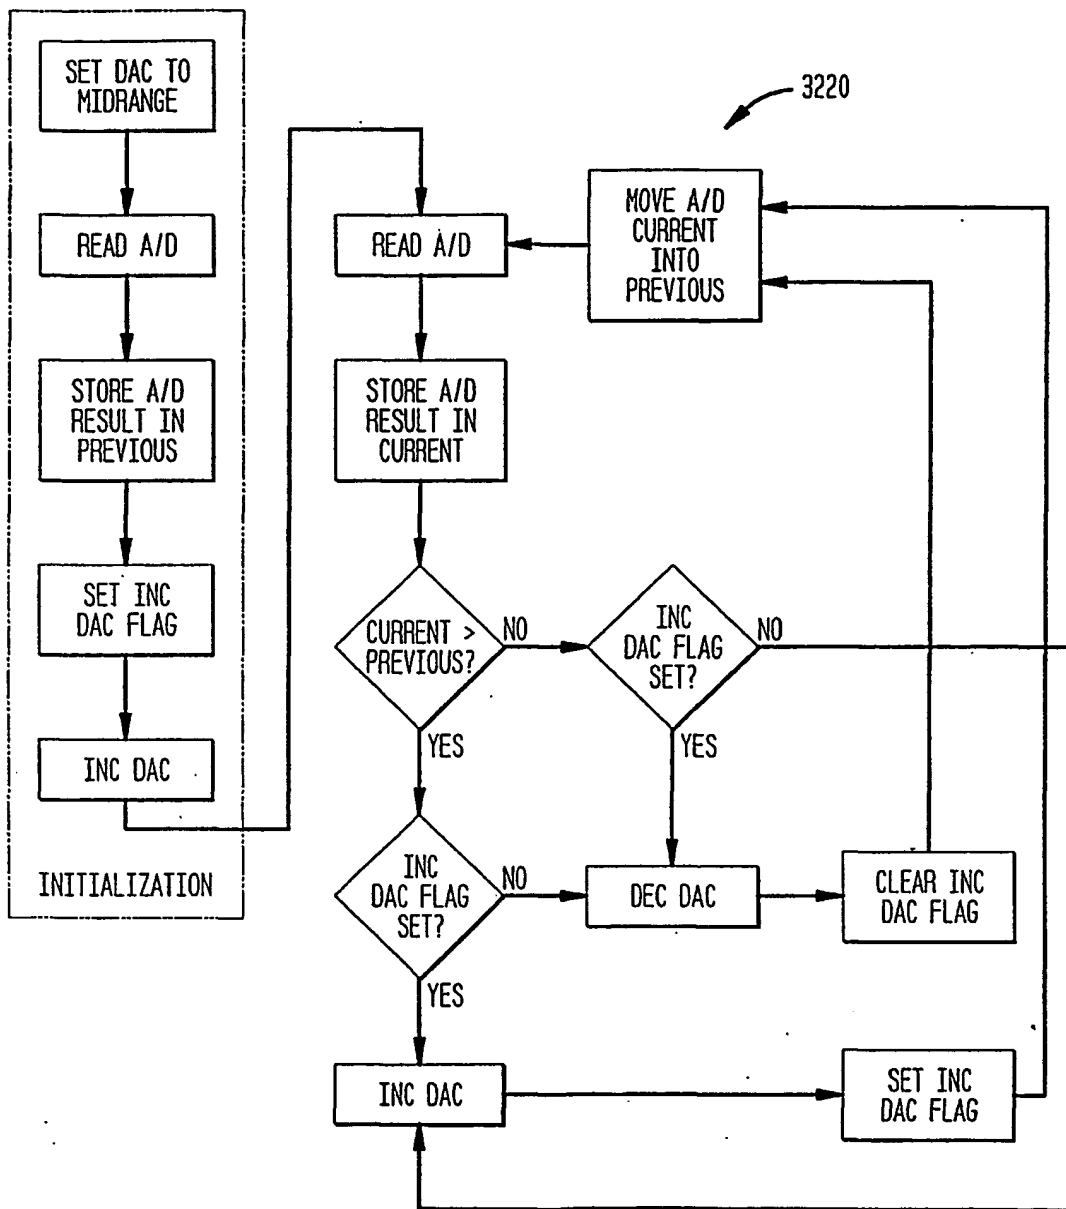 SET DAC TO
MIDRANGE
READ A/D
STORE A/D
RESULT IN
PREVIOUS
SET INC
DAC FLAG
INC DAC
INITIALIZATION
3220
READ A/D
MOVE A/D
CURRENT
INTO
PREVIOUS
STORE A/D
RESULT IN
CURRENT
CURRENT >
PREVIOUS?
NO
YES
INC
DAC FLAG
SET?
NO
YES
INC
DAC FLAG
SET?
NO
YES
DEC DAC
CLEAR INC
DAC FLAG
INC DAC
SET INC
DAC FLAG